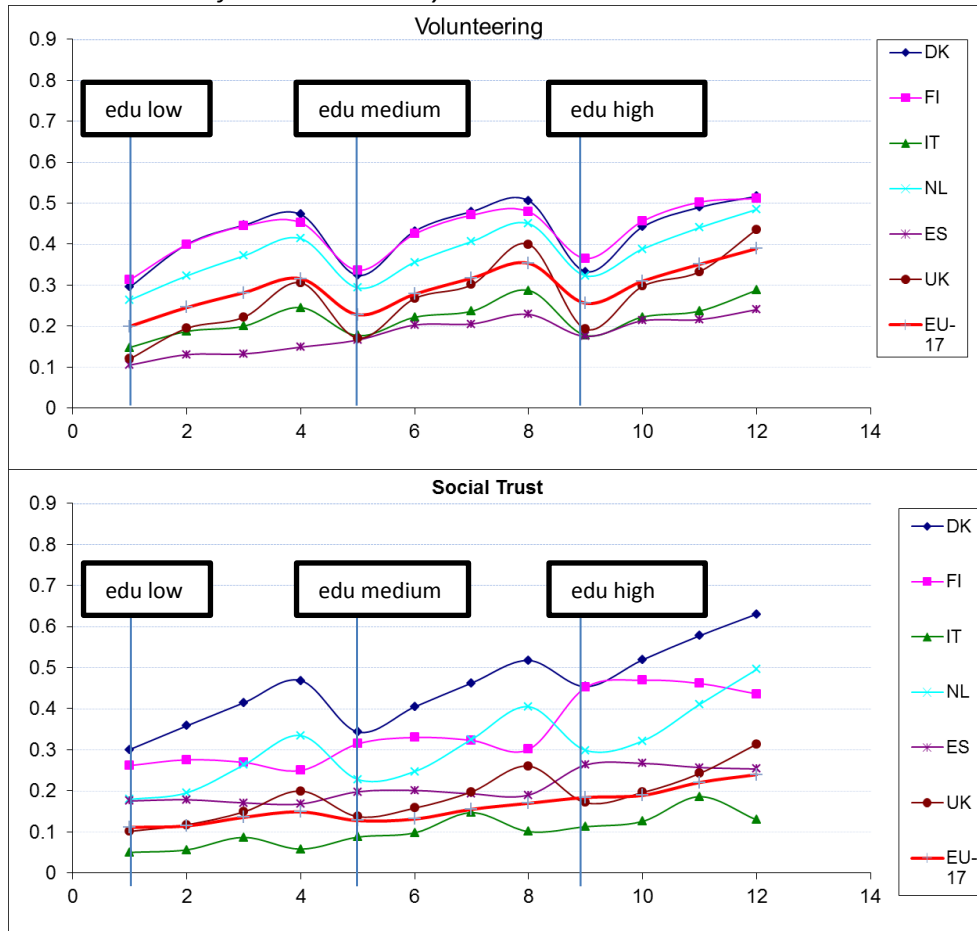 Volunteering
0.9
0.8
0.7
0.6
0.5
0.4
0.3
0.2
0.1
0
edu low
edu medium
edu high
0 2 4 6 8 10 12 14
DK
FI
IT
NL
ES
UK
EU-
17
Social Trust
0.9
0.8
0.7
0.6
0.5
0.4
0.3
0.2
0.1
0
edu low
edu medium
edu high
0 2 4 6 8 10 12 14
DK
FI
IT
NL
ES
UK
EU-
17